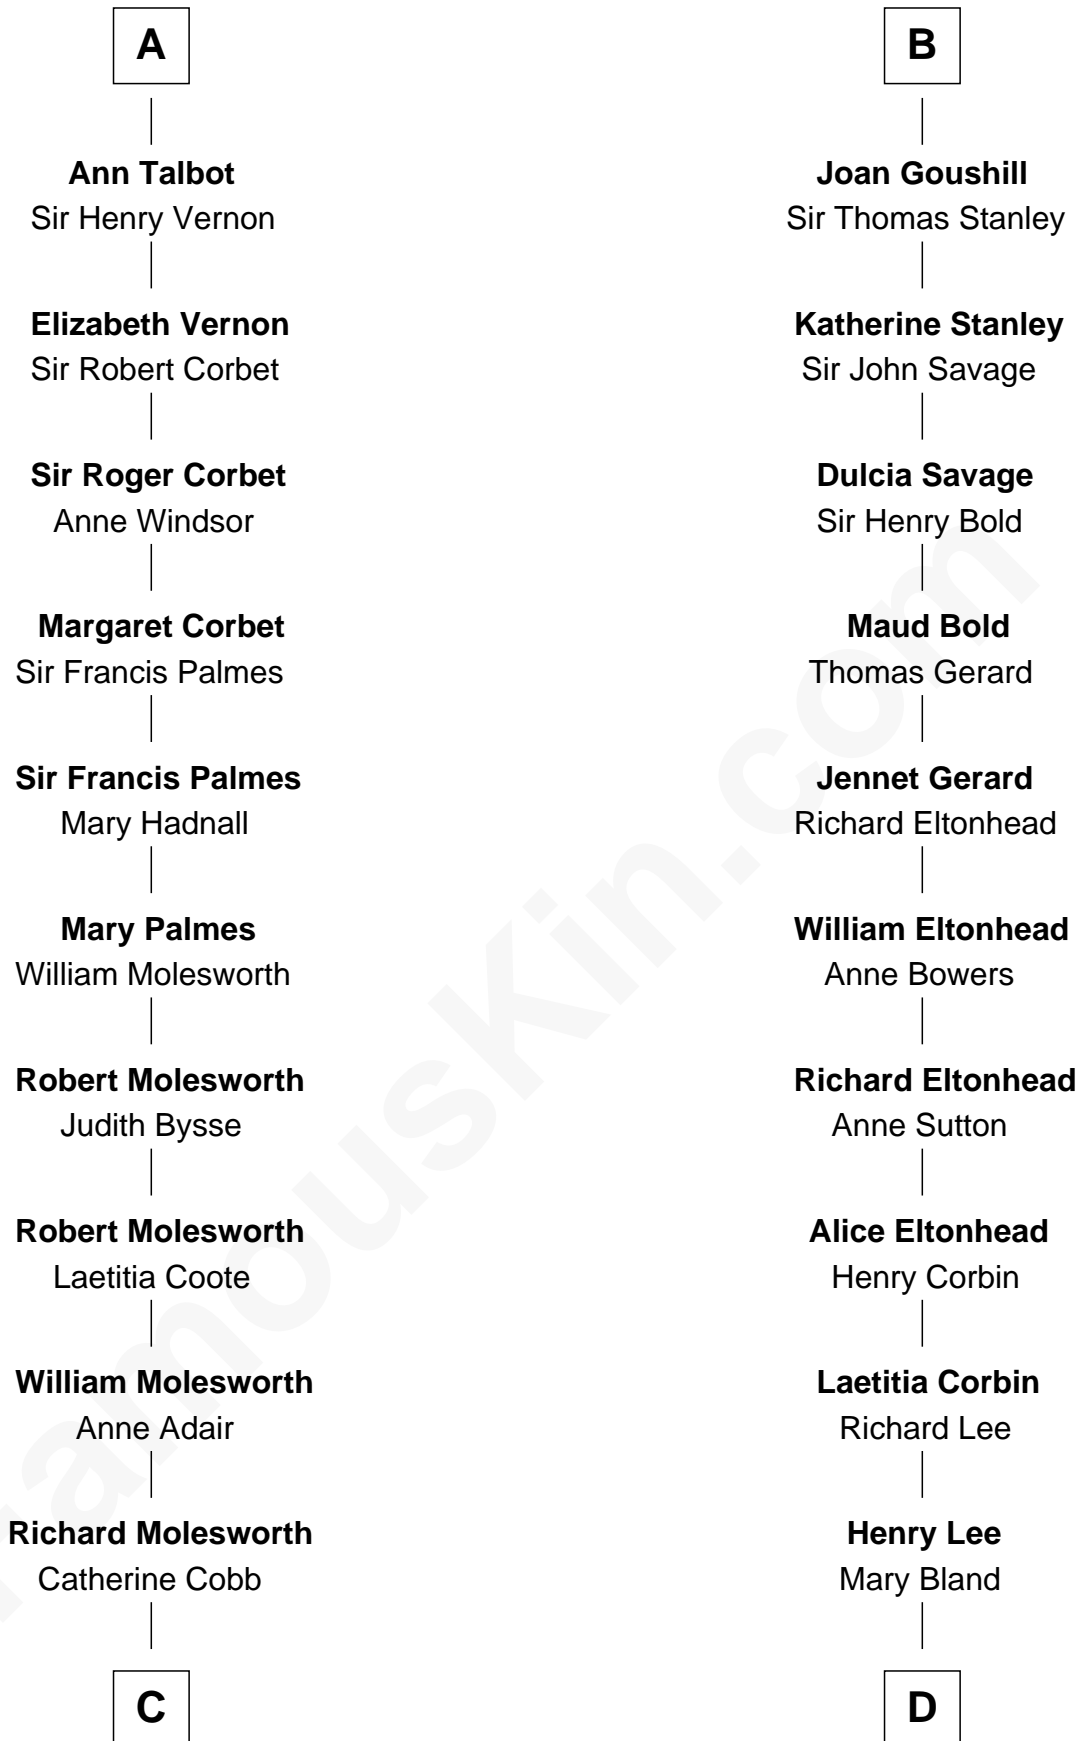 A
Ann Talbot
Sir Henry Vernon
Elizabeth Vernon
Sir Robert Corbet
Sir Roger Corbet
Anne Windsor
Margaret Corbet
Sir Francis Palmes
Sir Francis Palmes
Mary Hadnall
Mary Palmes
William Molesworth
Robert Molesworth
Judith Bysse
Robert Molesworth
Laetitia Coote
William Molesworth
Anne Adair
Richard Molesworth
Catherine Cobb
C
B
Joan Goushill
Sir Thomas Stanley
Katherine Stanley
Sir John Savage
Dulcia Savage
Sir Henry Bold
Maud Bold
Thomas Gerard
Jennet Gerard
Richard Eltonhead
William Eltonhead
Anne Bowers
Richard Eltonhead
Anne Sutton
Alice Eltonhead
Henry Corbin
Laetitia Corbin
Richard Lee
Henry Lee
Mary Bland
D
FamousKin.com